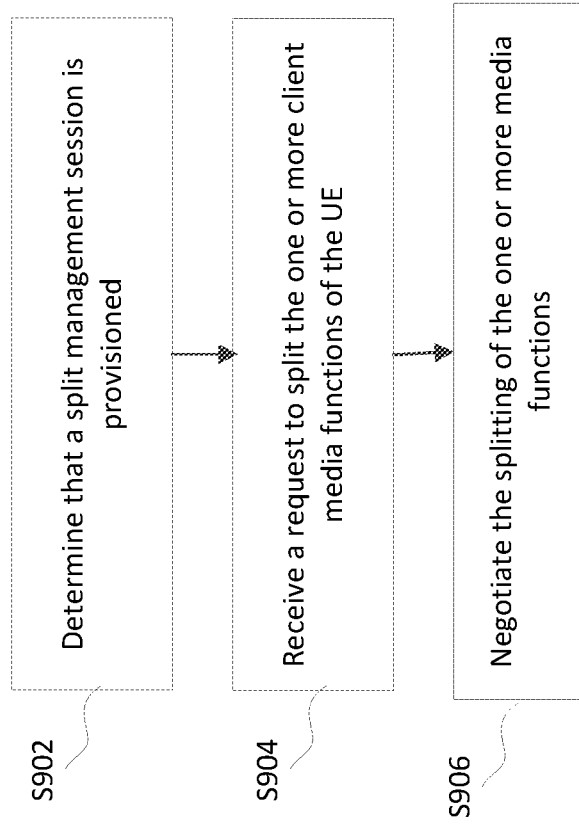 S902
Determine that a split management session is
provisioned
S904
Receive a request to split the one or more client
media functions of the UE
S906
Negotiate the splitting of the one or more media
functions